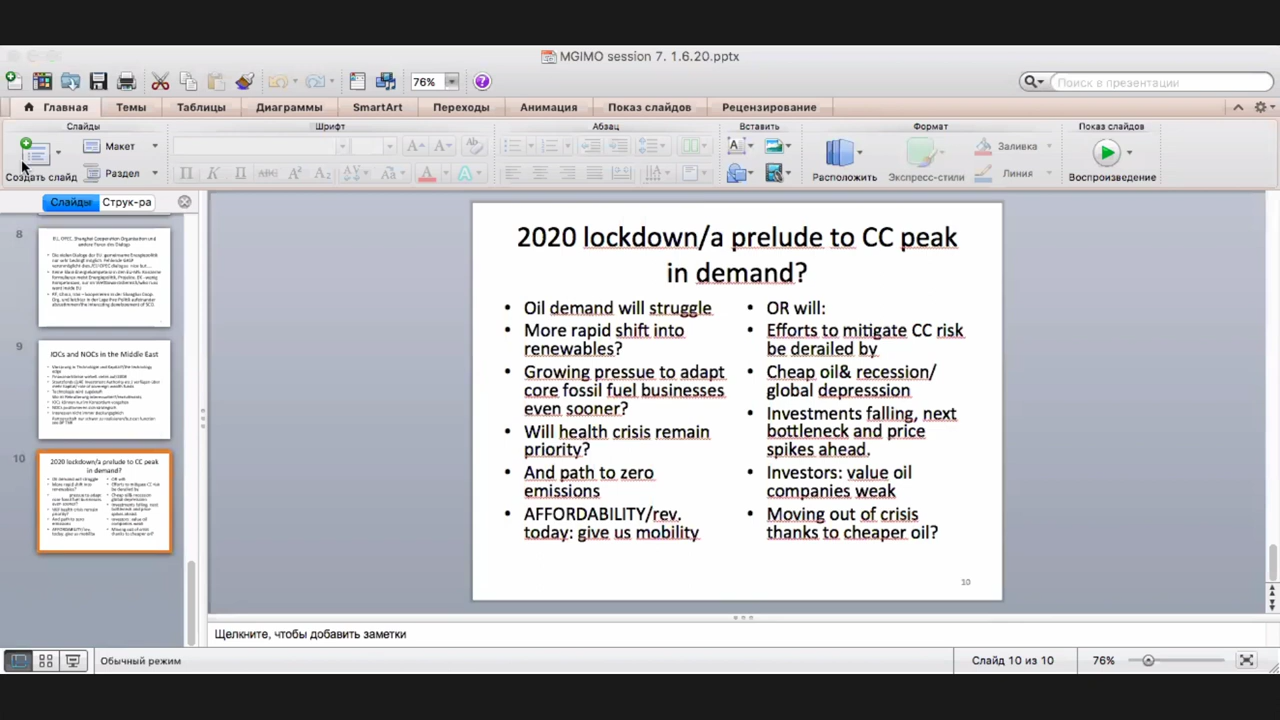 MGIMO session 7. 1.6.20.pptx
76%
Поиск в презентации
Главная
Темы
Таблицы
Диаграммы
SmartArt
Переходы
Анимация
Показ слайдов
Рецензирование
Слайды
Шрифт
Абзац
Вставить
Формат
Показ слайдов
Создать слайд
Макет
Раздел
Расположить
Экспресс-стили
Заливка
Линия
Воспроизведение
Слайды
Струк-ра
8
9
IOCs and NOCs in the Middle East
10
2020 lockdown/a prelude to CC peak
in demand?
2020 lockdown/a prelude to CC peak
in demand?
• Oil demand will struggle
• More rapid shift into
renewables?
• Growing pressue to adapt
core fossil fuel businesses
even sooner?
• Will health crisis remain
priority?
• And path to zero
emissions
• AFFORDABILITY/rev.
today: give us mobility
• OR will:
• Efforts to mitigate CC risk
be derailed by
• Cheap oil& recession/
global depresssion
• Investments falling, next
bottleneck and price
spikes ahead.
• Investors: value oil
companies weak
• Moving out of crisis
thanks to cheaper oil?
10
Щелкните, чтобы добавить заметки
Обычный режим
Слайд 10 из 10
76%